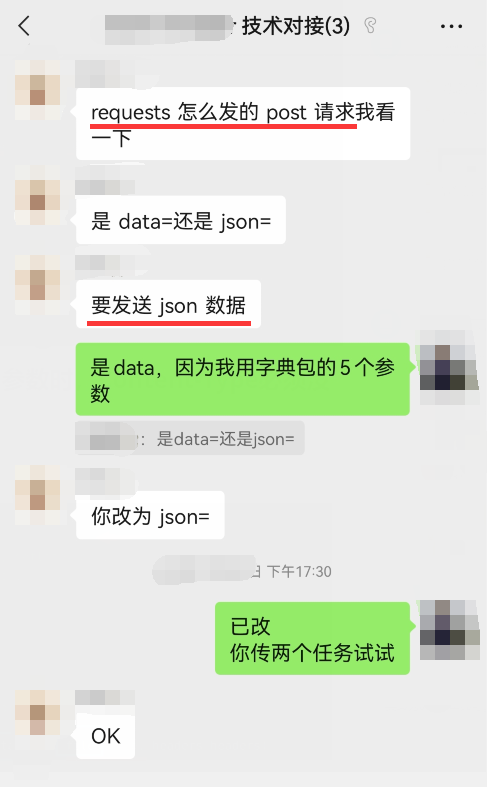 技术对接(3)
requests 怎么发的 post 请求我看
一下
是 data=还是 json=
要发送 json 数据
是data，因为我用字典包的5个参
数
：是data=还是json=
你改为 json=
日 下午17:30
已改
你传两个任务试试
OK